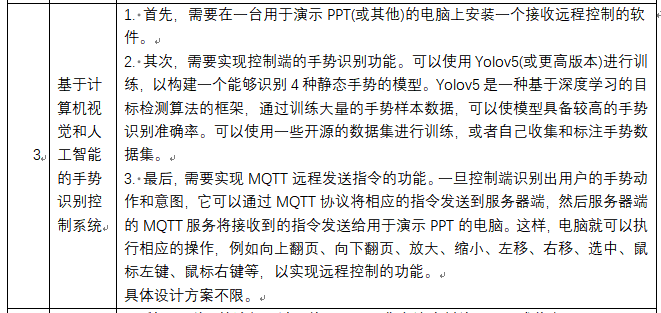 3
基于计
算机视
觉和人
工智能
的手势
识别控
制系统
1. 首先，需要在一台用于演示 PPT(或其他)的电脑上安装一个接收远程控制的软
件。
2. 其次，需要实现控制端的手势识别功能。可以使用 Yolov5(或更高版本)进行训
练，以构建一个能够识别 4 种静态手势的模型。Yolov5 是一种基于深度学习的目
标检测算法的框架，通过训练大量的手势样本数据，可以使模型具备较高的手势
识别准确率。可以使用一些开源的数据集进行训练，或者自己收集和标注手势数
据集。
3. 最后，需要实现 MQTT 远程发送指令的功能。一旦控制端识别出用户的手势动
作和意图，它可以通过 MQTT 协议将相应的指令发送到服务器端，然后服务器端
的 MQTT 服务将接收到的指令发送给用于演示 PPT 的电脑。这样，电脑就可以执
行相应的操作，例如向上翻页、向下翻页、放大、缩小、左移、右移、选中、鼠
标左键、鼠标右键等，以实现远程控制的功能。
具体设计方案不限。